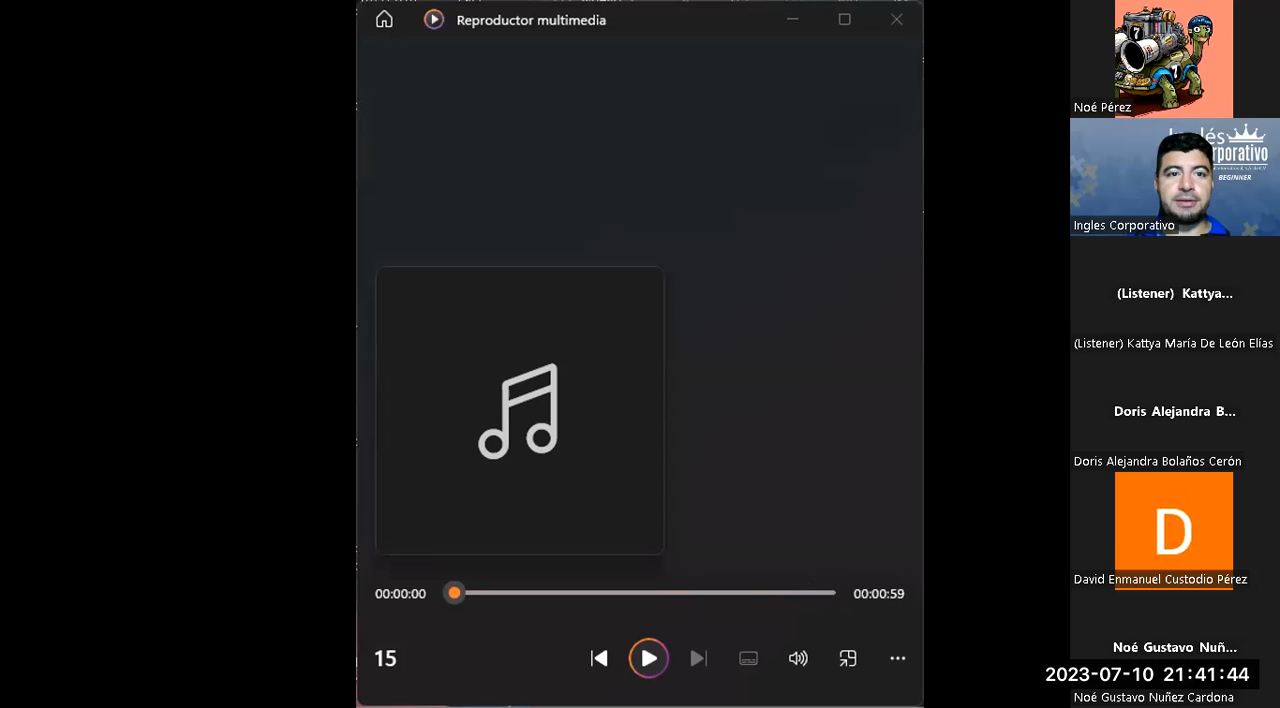 Reproductor multimedia
00:00:00
00:00:59
15
7
7
Noé Pérez
Inglés
Corporativo
BEGINNER
Ingles Corporativo
(Listener) Kattya...
(Listener) Kattya María De León Elías
Doris Alejandra B...
Doris Alejandra Bolaños Cerón
D
David Enmanuel Custodio Pérez
Noé Gustavo Nuñ...
2023-07-10 21:41:44
Noé Gustavo Nuñez Cardona